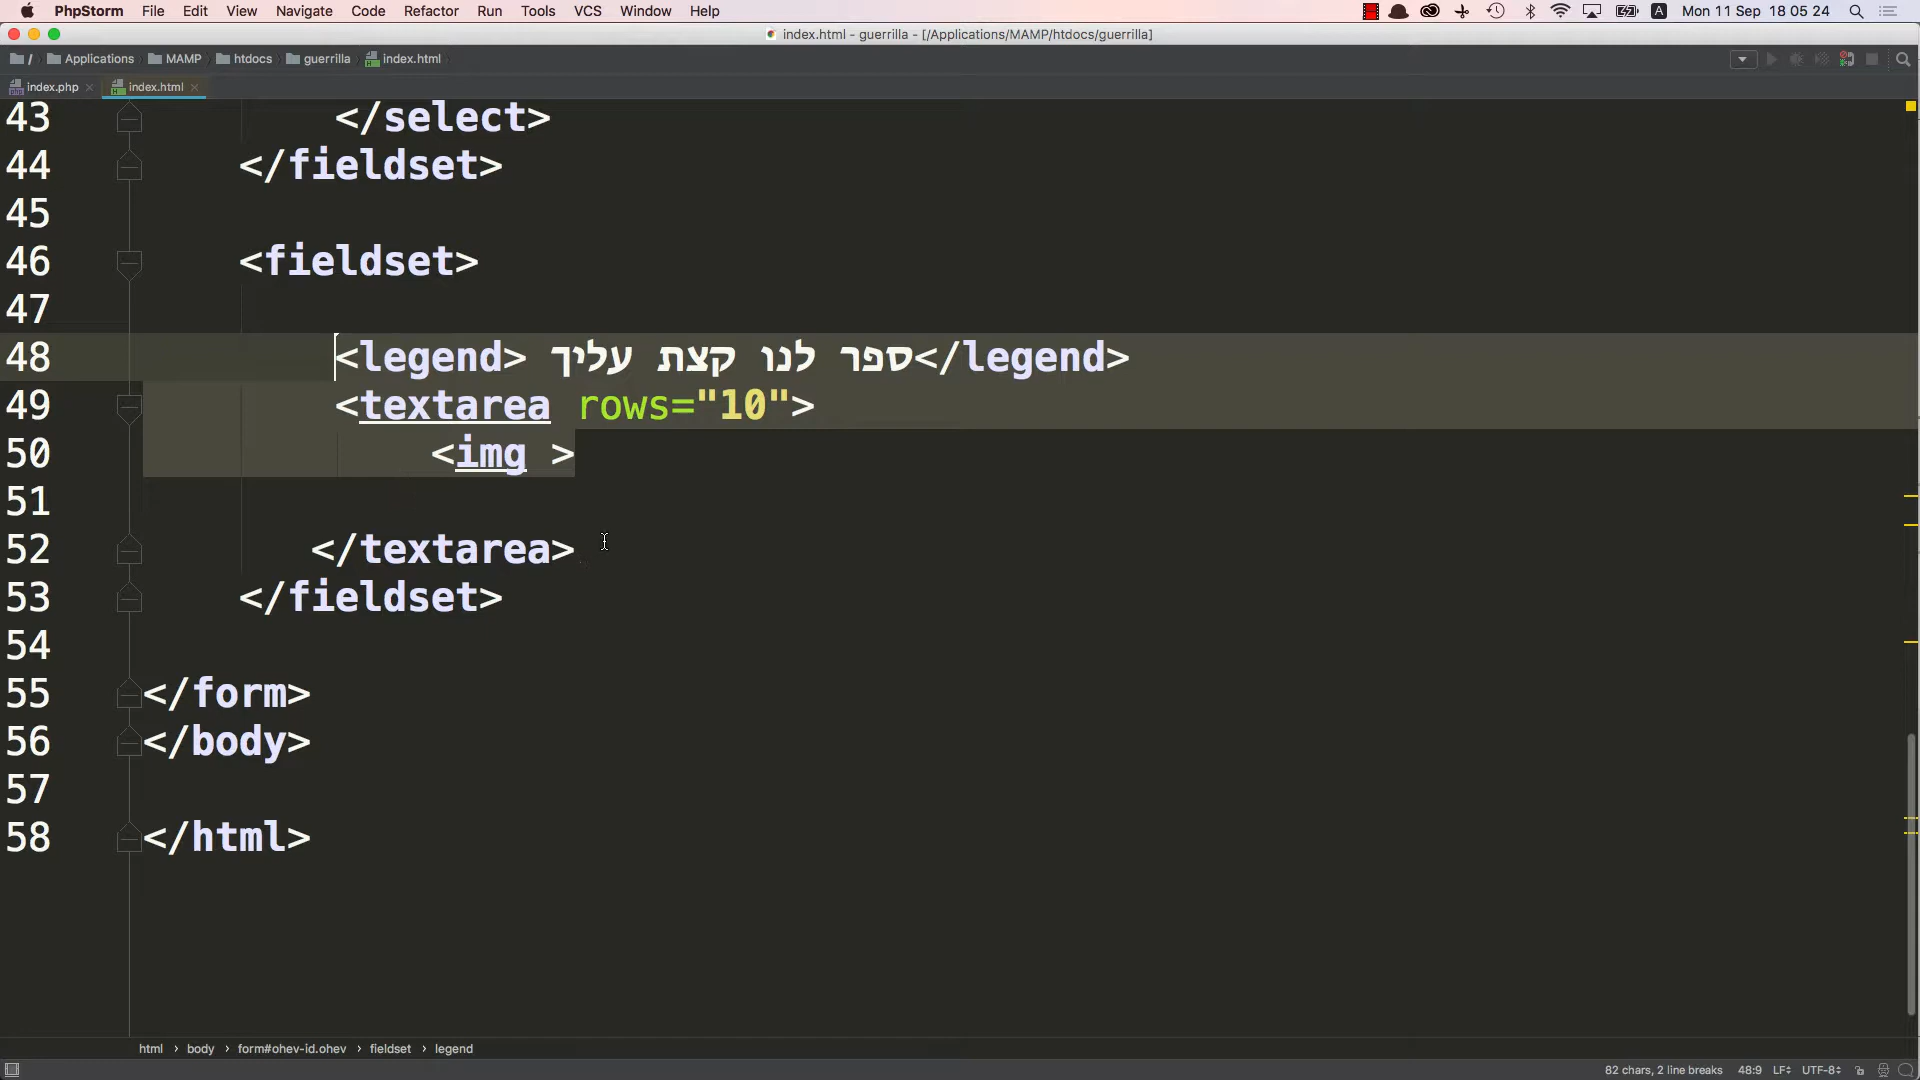 PhpStorm File Edit View Navigate Code Refactor Run Tools VCS Window Help A Mon 11 Sep 18 05 24
index.html - guerrilla - [/Applications/MAMP/htdocs/guerrilla]
/ Applications MAMP htdocs guerrilla index.html
index.php index.html
43 </select>
44 </fieldset>
45
46 <fieldset>
47
48 <legend> ספר לנו קצת עליך</legend>
49 <textarea rows="10">
50 <img >
51
52 </textarea>
53 </fieldset>
54
55 </form>
56 </body>
57
58 </html>
html › body › form#ohev-id.ohev › fieldset › legend
82 chars, 2 line breaks 48:9 LF÷ UTF-8÷